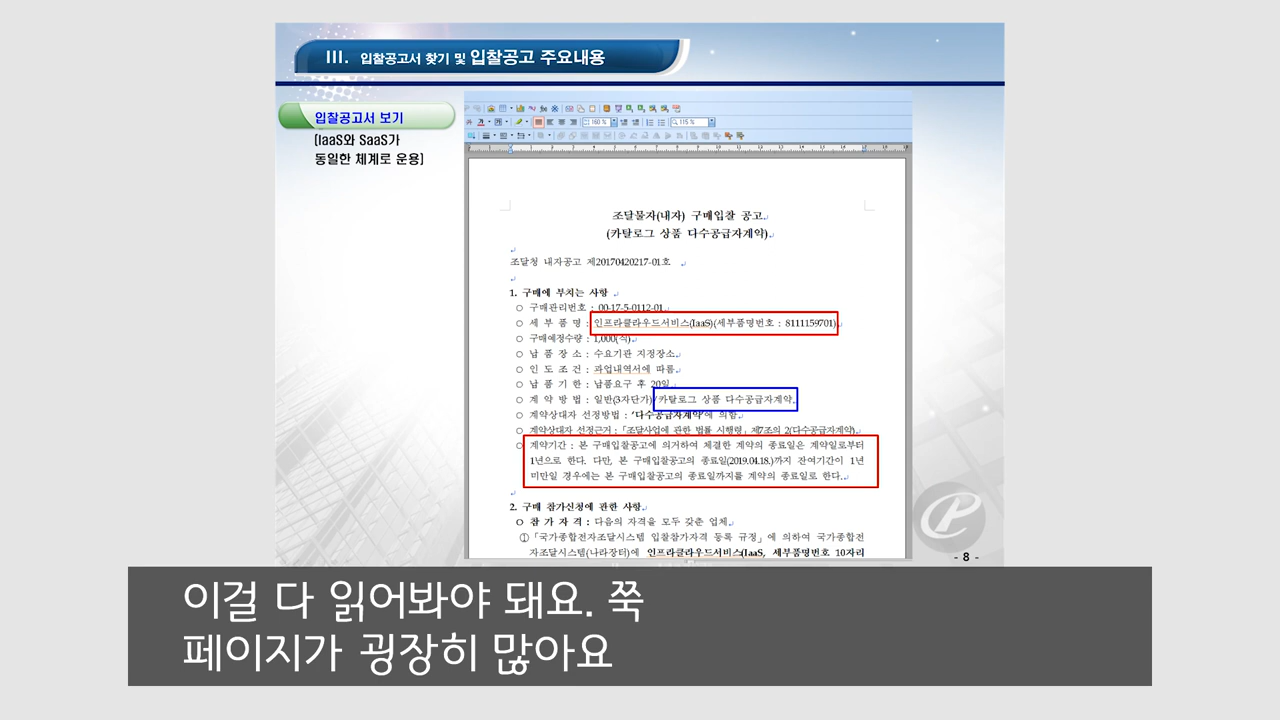 III. 입찰공고서 찾기 및 입찰공고 주요내용
입찰공고서 보기
(IaaS와 SaaS가
동일한 체계로 운용)
160 %
115 %
조달물자(내자) 구매입찰 공고
(카탈로그 상품 다수공급자계약)
조달청 내자공고 제20170420217-01호
1. 구매에 부치는 사항
○ 구매관리번호 : 00-17-5-0112-01
○ 세 부 품 명 : 인프라클라우드서비스(IaaS)(세부품명번호 : 8111159701)
○ 구매예정수량 : 1,000(식)
○ 납 품 장 소 : 수요기관 지정장소
○ 인 도 조 건 : 과업내역서에 따름
○ 납 품 기 한 : 납품요구 후 20일
○ 계 약 방 법 : 일반(3자단가)/카탈로그 상품 다수공급자계약
○ 계약상대자 선정방법 : ‘다수공급자계약’에 의함
○ 계약상대자 선정근거 : 「조달사업에 관한 법률 시행령」 제7조의 2(다수공급자계약)
○ 계약기간 : 본 구매입찰공고에 의거하여 체결한 계약의 종료일은 계약일로부터
1년으로 한다. 다만, 본 구매입찰공고의 종료일(2019.04.18.)까지 잔여기간이 1년
미만일 경우에는 본 구매입찰공고의 종료일까지를 계약의 종료일로 한다.
2. 구매 참가신청에 관한 사항
○ 참 가 자 격 : 다음의 자격을 모두 갖춘 업체
① 「국가종합전자조달시스템 입찰참가자격 등록 규정」에 의하여 국가종합전
자조달시스템(나라장터)에 인프라클라우드서비스(IaaS, 세부품명번호 10자리
- 8 -
이걸 다 읽어봐야 돼요. 쭉
페이지가 굉장히 많아요